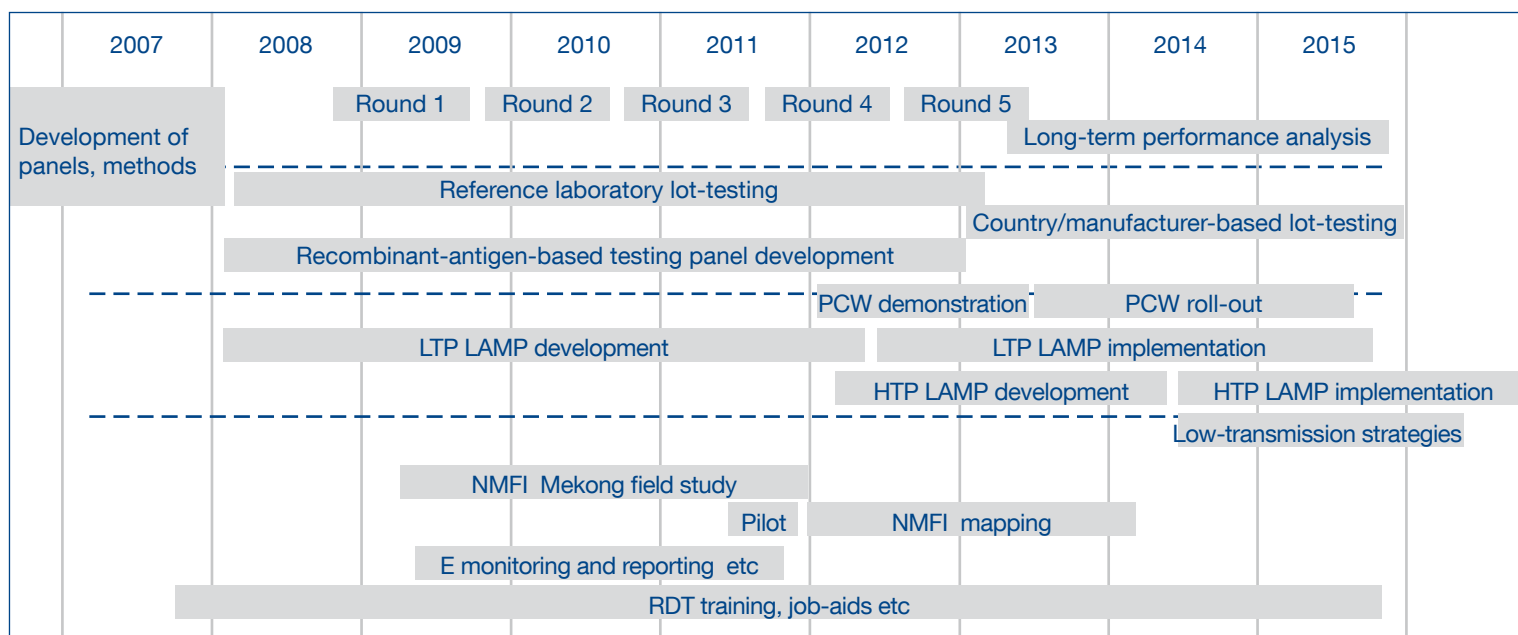 2007 2008 2009 2010 2011 2012 2013 2014 2015
Round 1 Round 2 Round 3 Round 4 Round 5
Development of
panels, methods
Long-term performance analysis
Reference laboratory lot-testing
Country/manufacturer-based lot-testing
Recombinant-antigen-based testing panel development
PCW demonstration PCW roll-out
LTP LAMP development LTP LAMP implementation
HTP LAMP development HTP LAMP implementation
Low-transmission strategies
NMFI Mekong field study
Pilot NMFI mapping
E monitoring and reporting etc
RDT training, job-aids etc